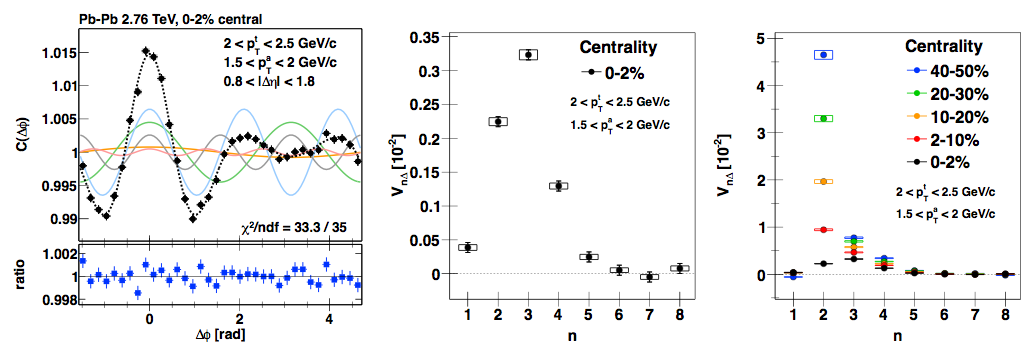 Pb-Pb 2.76 TeV, 0-2% central
2 < p_T^t < 2.5 GeV/c
1.5 < p_T^a < 2 GeV/c
0.8 < |Δη| < 1.8
C(Δϕ)
1.015
1.01
1.005
1
0.995
0.99
χ²/ndf = 33.3 / 35
ratio
1.002
1
0.998
0
2
4
Δϕ [rad]
V_nΔ [10⁻²]
0.35
0.3
0.25
0.2
0.15
0.1
0.05
0
Centrality
0-2%
2 < p_T^t < 2.5 GeV/c
1.5 < p_T^a < 2 GeV/c
1 2 3 4 5 6 7 8
n
V_nΔ [10⁻²]
5
4
3
2
1
0
Centrality
40-50%
20-30%
10-20%
2-10%
0-2%
2 < p_T^t < 2.5 GeV/c
1.5 < p_T^a < 2 GeV/c
1 2 3 4 5 6 7 8
n